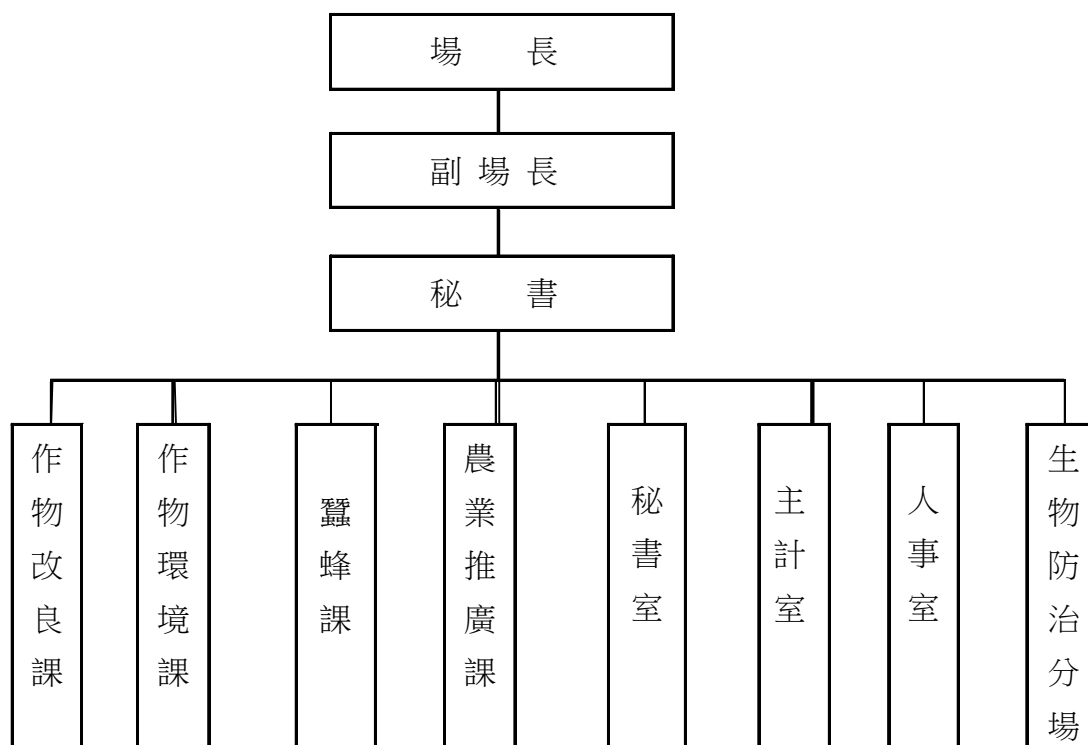 場 長
副場長
秘 書
作物改良課
作物環境課
蠶蜂課
農業推廣課
秘書室
主計室
人事室
生物防治分場